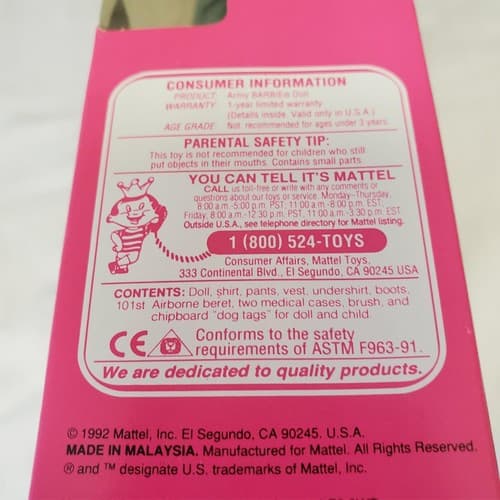 CONSUMER INFORMATION
PRODUCT Army BARBIE® Doll
WARRANTY 1-year limited warranty
(Details inside. Valid only in U.S.A.)
AGE GRADE Not recommended for ages under 3 years.
PARENTAL SAFETY TIP:
This toy is not recommended for children who still
put objects in their mouths. Contains small parts.
YOU CAN TELL IT'S MATTEL
CALL us toll-free or write with any comments or
questions about our toys or service. Monday–Thursday,
8:00 a.m.-5:00 p.m. PST; 11:00 a.m.-8:00 p.m. EST;
Friday, 8:00 a.m.-12:30 p.m. PST, 11:00 a.m.-3:30 p.m. EST.
Outside U.S.A., see telephone directory for Mattel listing.
1 (800) 524-TOYS
Consumer Affairs, Mattel Toys,
333 Continental Blvd., El Segundo, CA 90245 USA
CONTENTS: Doll, shirt, pants, vest, undershirt, boots,
101st Airborne beret, two medical cases, brush, and
chipboard "dog tags" for doll and child.
CE Conforms to the safety
requirements of ASTM F963-91.
We are dedicated to quality products.
© 1992 Mattel, Inc. El Segundo, CA 90245. U.S.A.
MADE IN MALAYSIA. Manufactured for Mattel. All Rights Reserved.
® and ™ designate U.S. trademarks of Mattel, Inc.